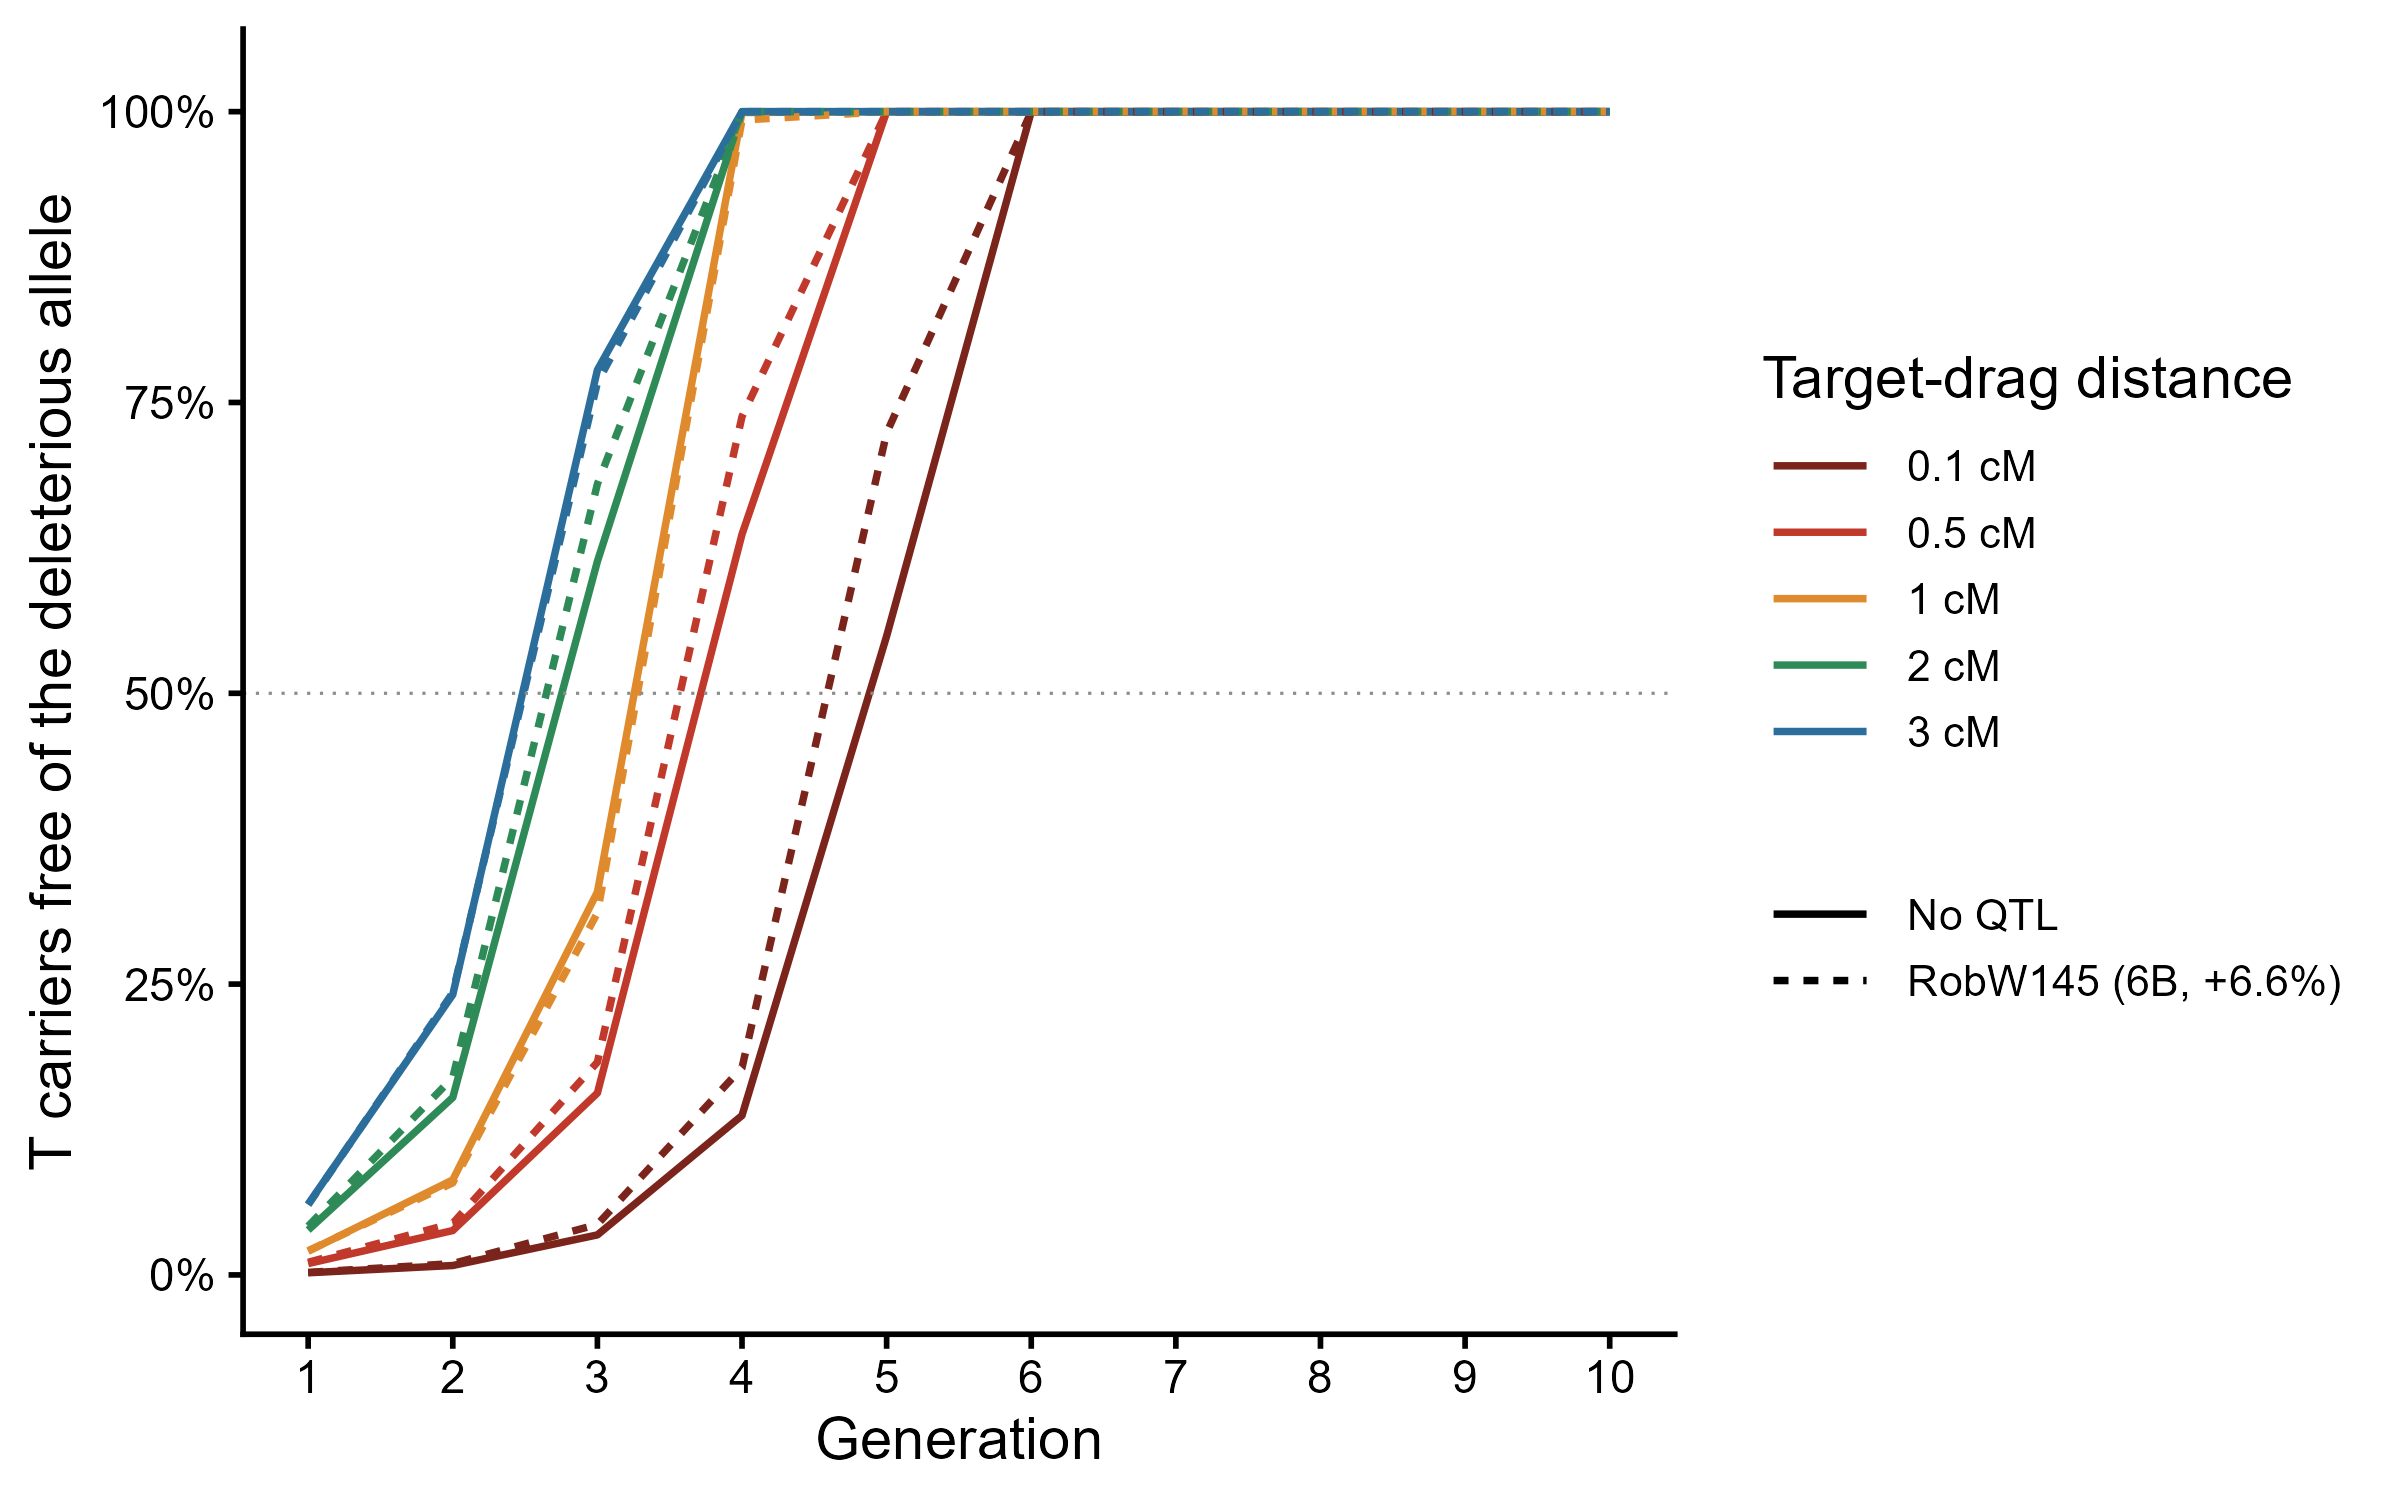 T carriers free of the deleterious allele
100%
75%
50%
25%
0%
1 2 3 4 5 6 7 8 9 10
Generation
Target-drag distance
0.1 cM
0.5 cM
1 cM
2 cM
3 cM
No QTL
RobW145 (6B, +6.6%)